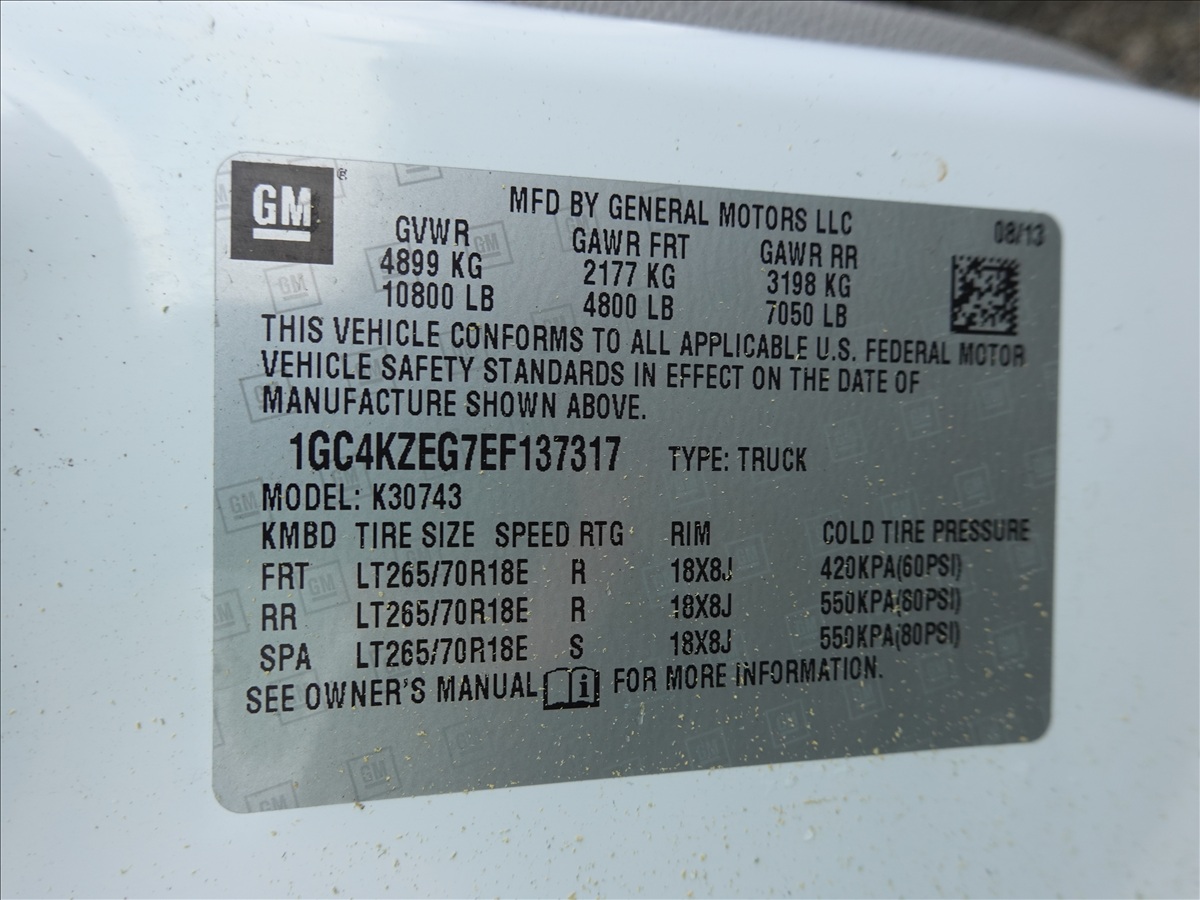 GM ®
MFD BY GENERAL MOTORS LLC 08/13
GVWR GAWR FRT GAWR RR
4899 KG 2177 KG 3198 KG
10800 LB 4800 LB 7050 LB
THIS VEHICLE CONFORMS TO ALL APPLICABLE U.S. FEDERAL MOTOR
VEHICLE SAFETY STANDARDS IN EFFECT ON THE DATE OF
MANUFACTURE SHOWN ABOVE.
1GC4KZEG7EF137317 TYPE: TRUCK
MODEL: K30743
KMBD TIRE SIZE SPEED RTG RIM COLD TIRE PRESSURE
FRT LT265/70R18E R 18X8J 420KPA(60PSI)
RR LT265/70R18E R 18X8J 550KPA(80PSI)
SPA LT265/70R18E S 18X8J 550KPA(80PSI)
SEE OWNER'S MANUAL i FOR MORE INFORMATION.